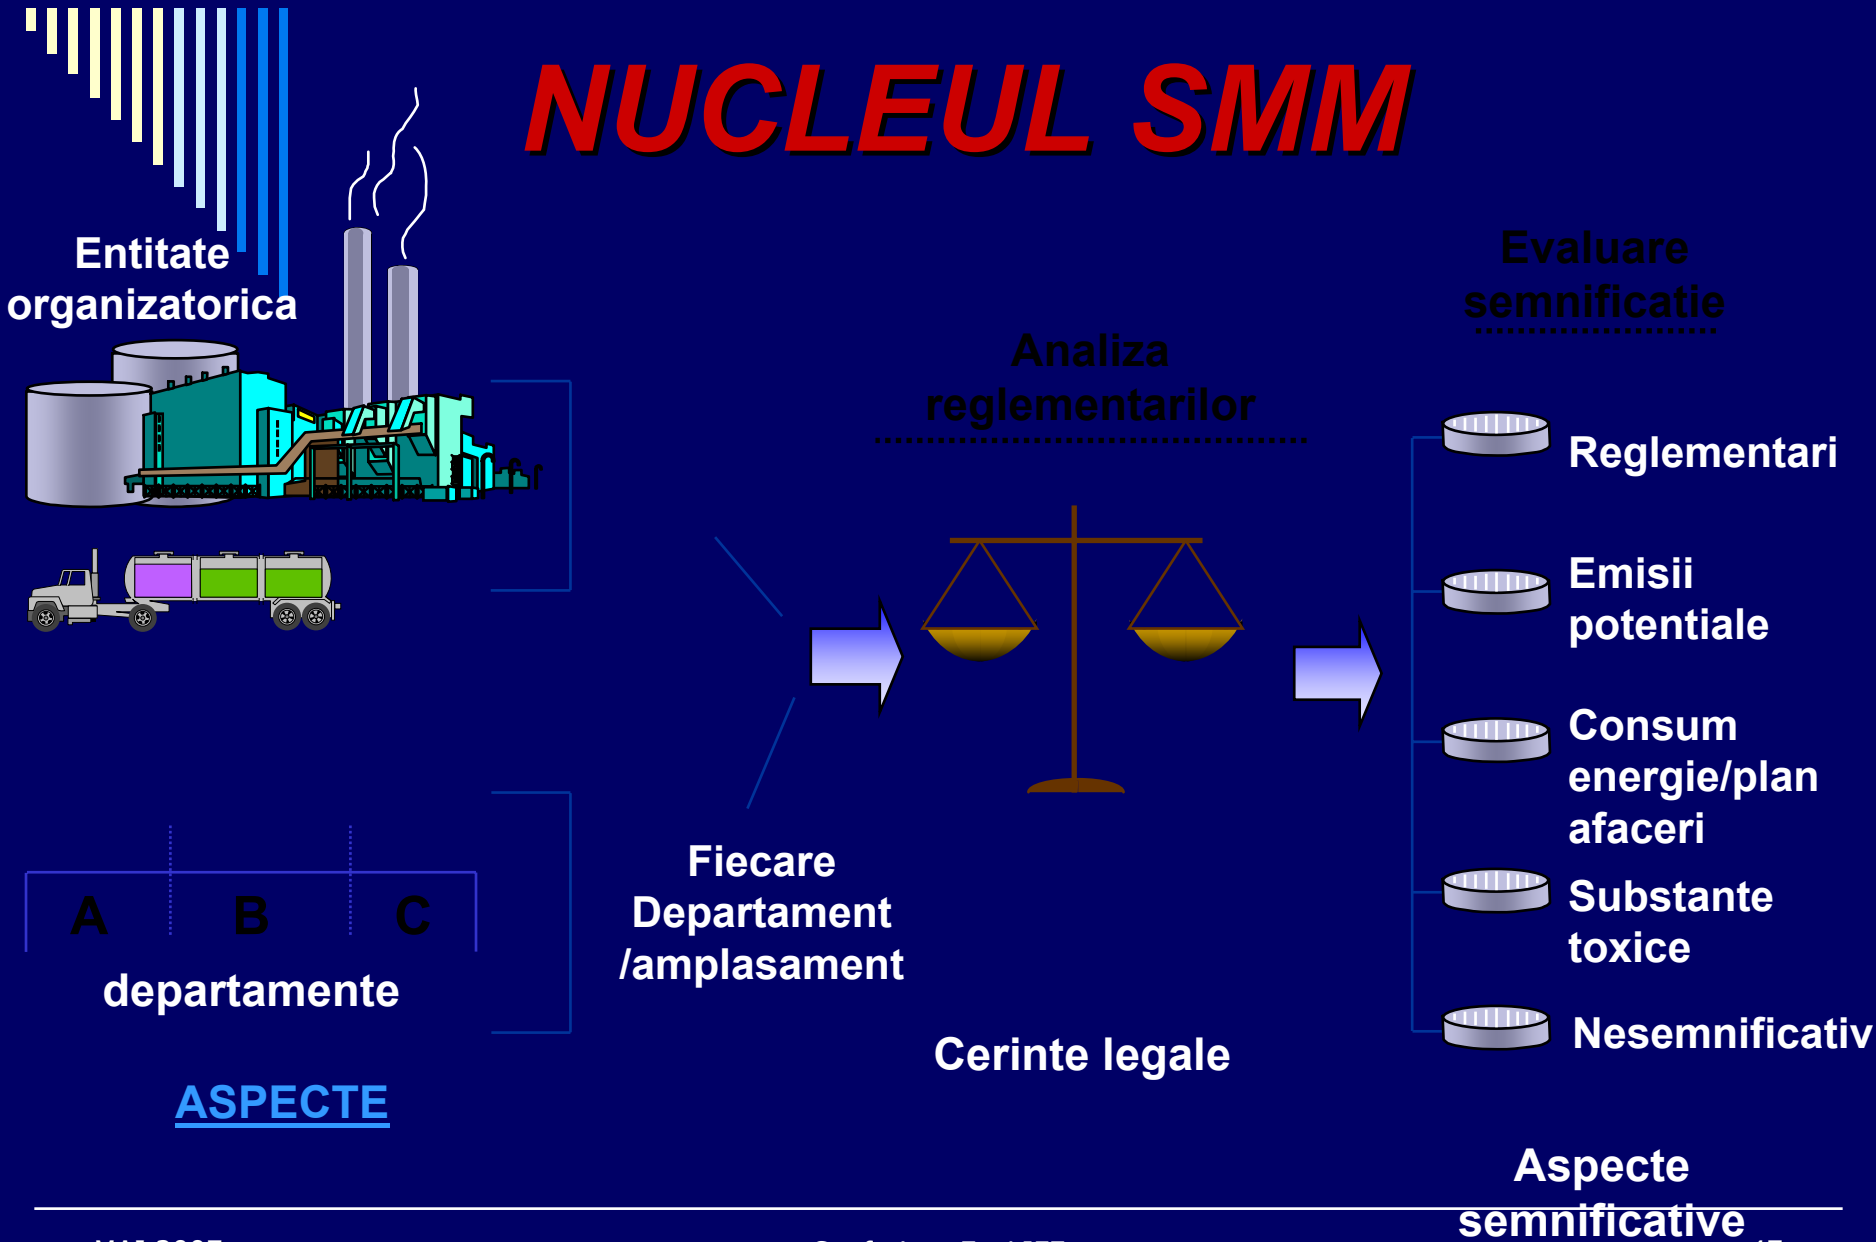 NUCLEUL SMM
Entitate
organizatorica
Evaluare
semnificatie
Analiza
reglementarilor
Reglementari
Emisii
potentiale
Consum
energie/plan
afaceri
Substante
toxice
Nesemnificativ
Fiecare
Departament
/amplasament
A B C
departamente
Cerinte legale
ASPECTE
Aspecte
semnificative